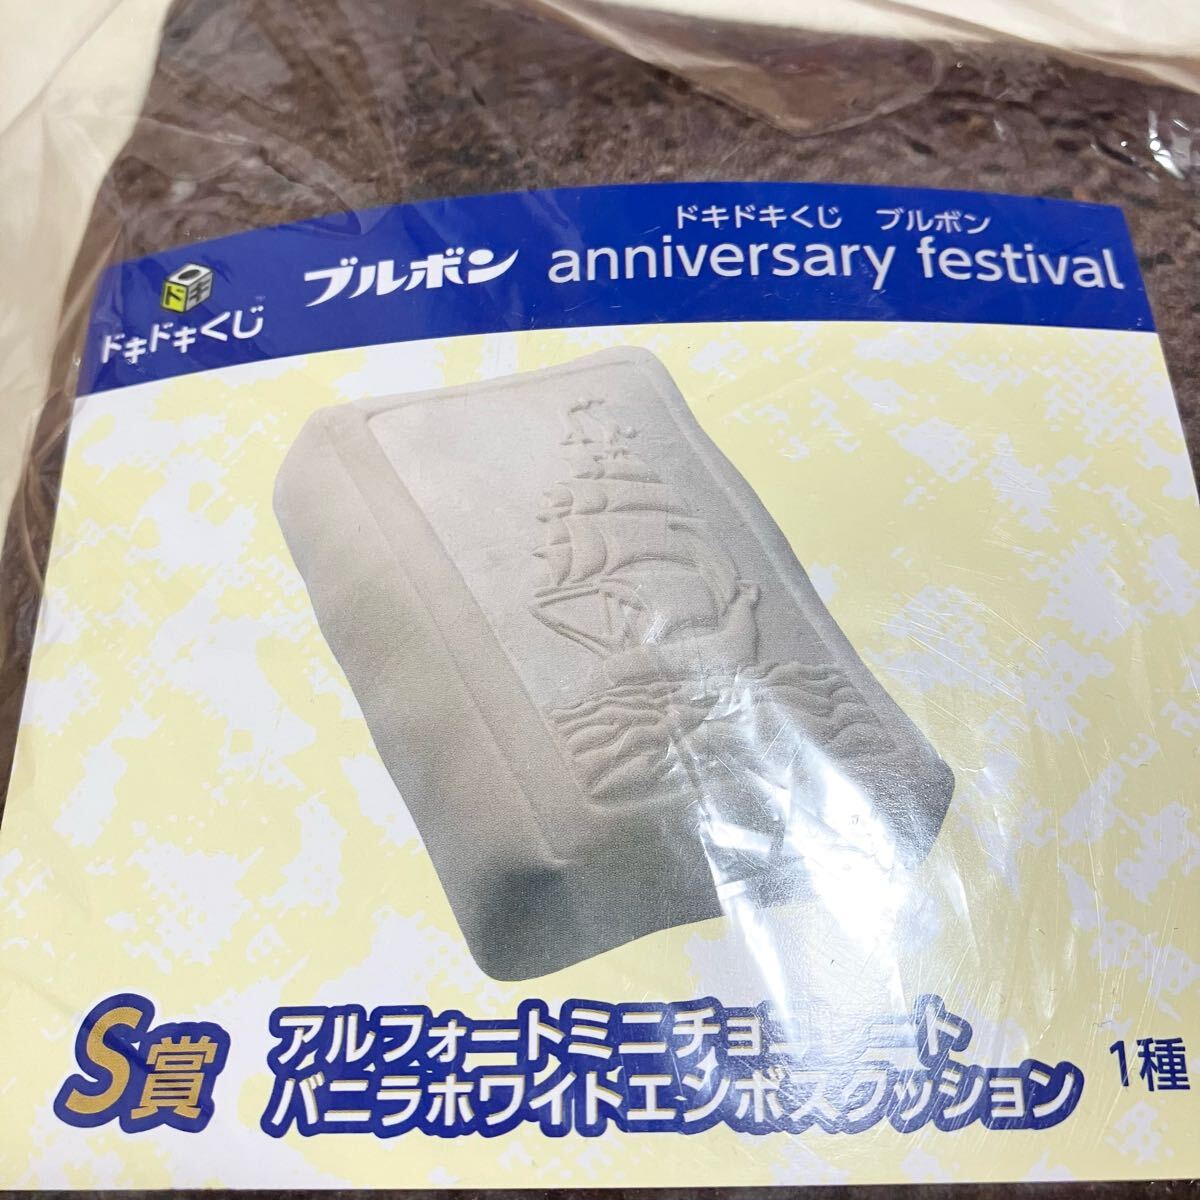 ドキドキくじ ブルボン
ブルボン anniversary festival
ドキ
ドキドキくじ
S賞
アルフォートミニチョコレート
バニラホワイトエンボスクッション
1種